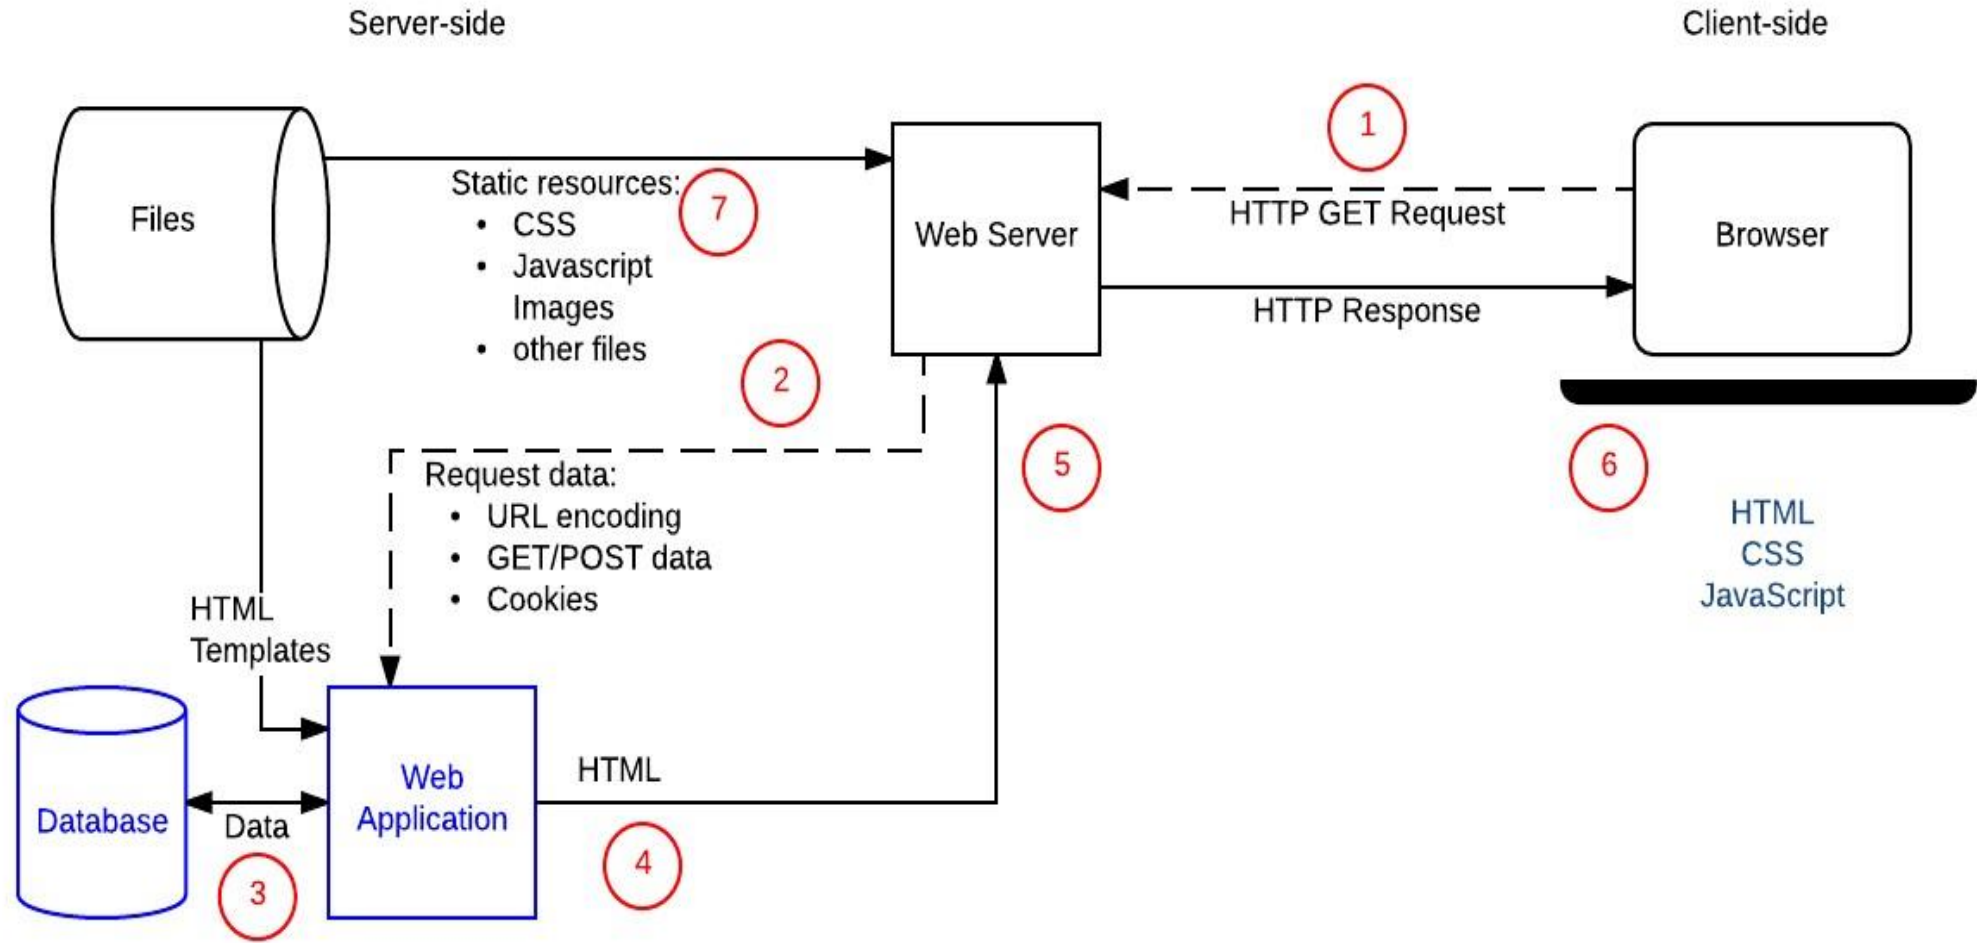 Server-side
Client-side
1
Files
Static resources:
7
• CSS
• Javascript
Images
• other files
Web Server
HTTP GET Request
HTTP Response
Browser
2
Request data:
• URL encoding
• GET/POST data
• Cookies
5
6
HTML
CSS
JavaScript
HTML
Templates
Database
Data
3
Web
Application
HTML
4